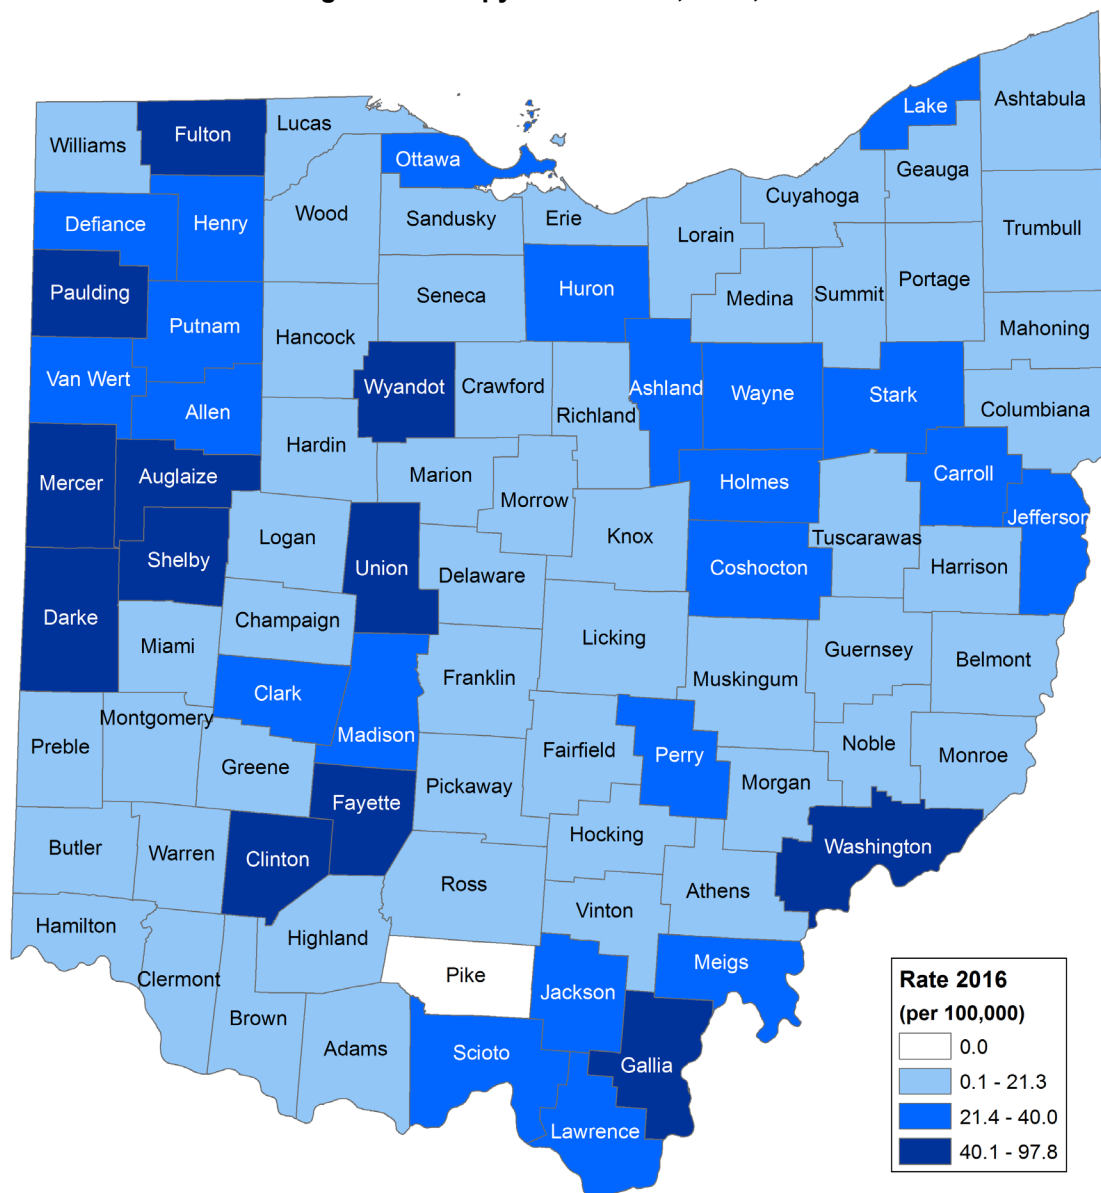 Ashtabula
Lake
Lucas
Fulton
Williams
Ottawa
Geauga
Cuyahoga
Wood
Sandusky
Erie
Defiance
Henry
Lorain
Trumbull
Portage
Huron
Paulding
Seneca
Medina
Summit
Putnam
Mahoning
Hancock
Van Wert
Wyandot
Crawford
Ashland
Wayne
Stark
Allen
Richland
Columbiana
Hardin
Marion
Carroll
Auglaize
Mercer
Holmes
Morrow
Jefferson
Logan
Knox
Tuscarawas
Shelby
Union
Delaware
Coshocton
Harrison
Darke
Champaign
Licking
Miami
Guernsey
Belmont
Franklin
Muskingum
Clark
Montgomery
Madison
Preble
Fairfield
Perry
Noble
Monroe
Greene
Pickaway
Morgan
Fayette
Hocking
Butler
Warren
Clinton
Washington
Ross
Athens
Vinton
Hamilton
Highland
Meigs
Pike
Clermont
Jackson
Brown
Adams
Scioto
Gallia
Lawrence
Rate 2016
(per 100,000)
0.0
0.1 - 21.3
21.4 - 40.0
40.1 - 97.8